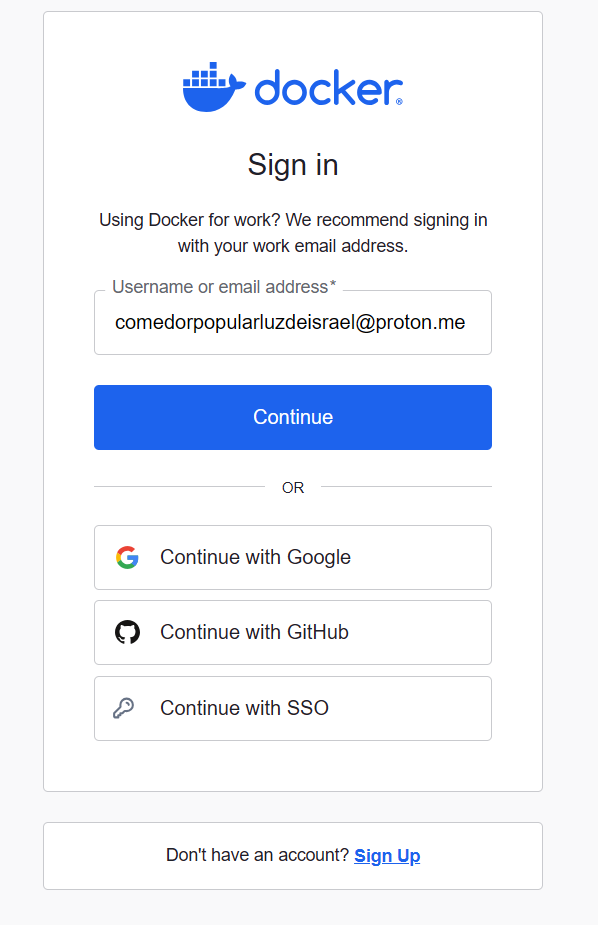 docker®
Sign in
Using Docker for work? We recommend signing in
with your work email address.
Username or email address*
comedorpopularluzdeisrael@proton.me
Continue
OR
Continue with Google
Continue with GitHub
Continue with SSO
Don't have an account? Sign Up